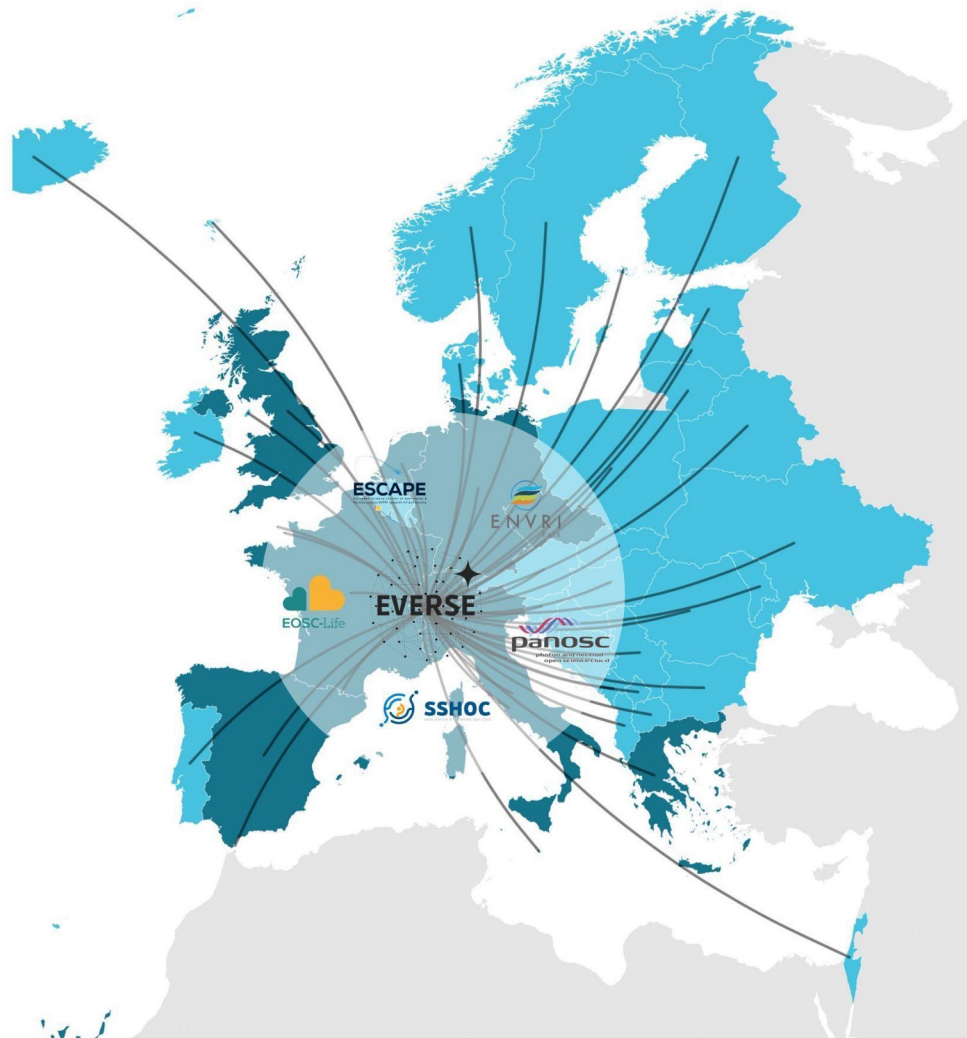 ESCAPE
ENVRI
EVERSE
EOSC-Life
panosc
photon and neutron
open science cloud
SSHOC